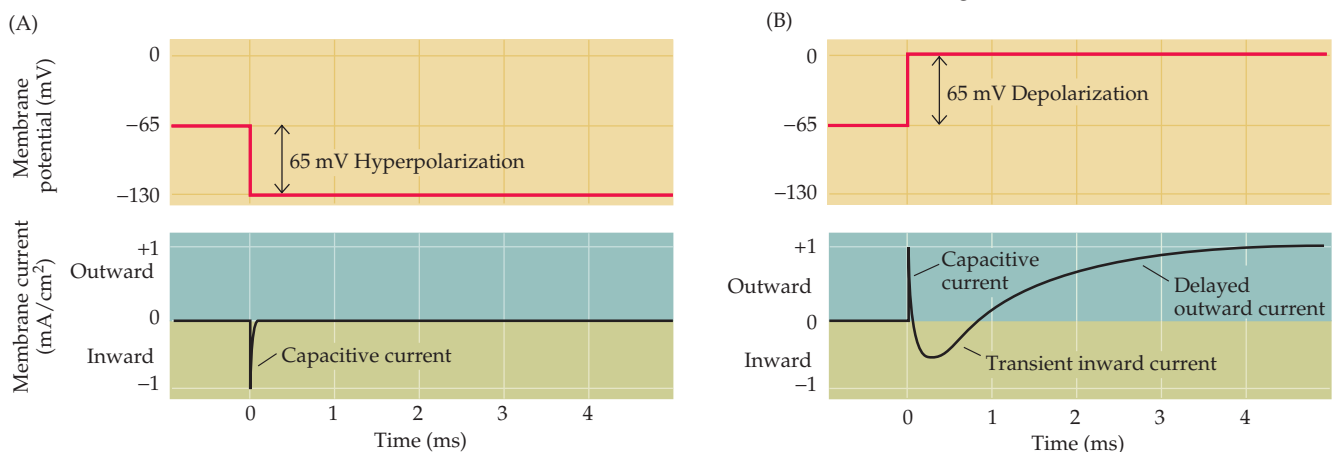 (A)
Membrane
potential (mV)
0
−65
−130
65 mV Hyperpolarization
Membrane current
(mA/cm²)
+1
Outward
0
Inward
−1
Capacitive current
0 1 2 3 4
Time (ms)
(B)
0
−65
−130
65 mV Depolarization
+1
Outward
0
Inward
−1
Capacitive
current
Delayed
outward current
Transient inward current
0 1 2 3 4
Time (ms)